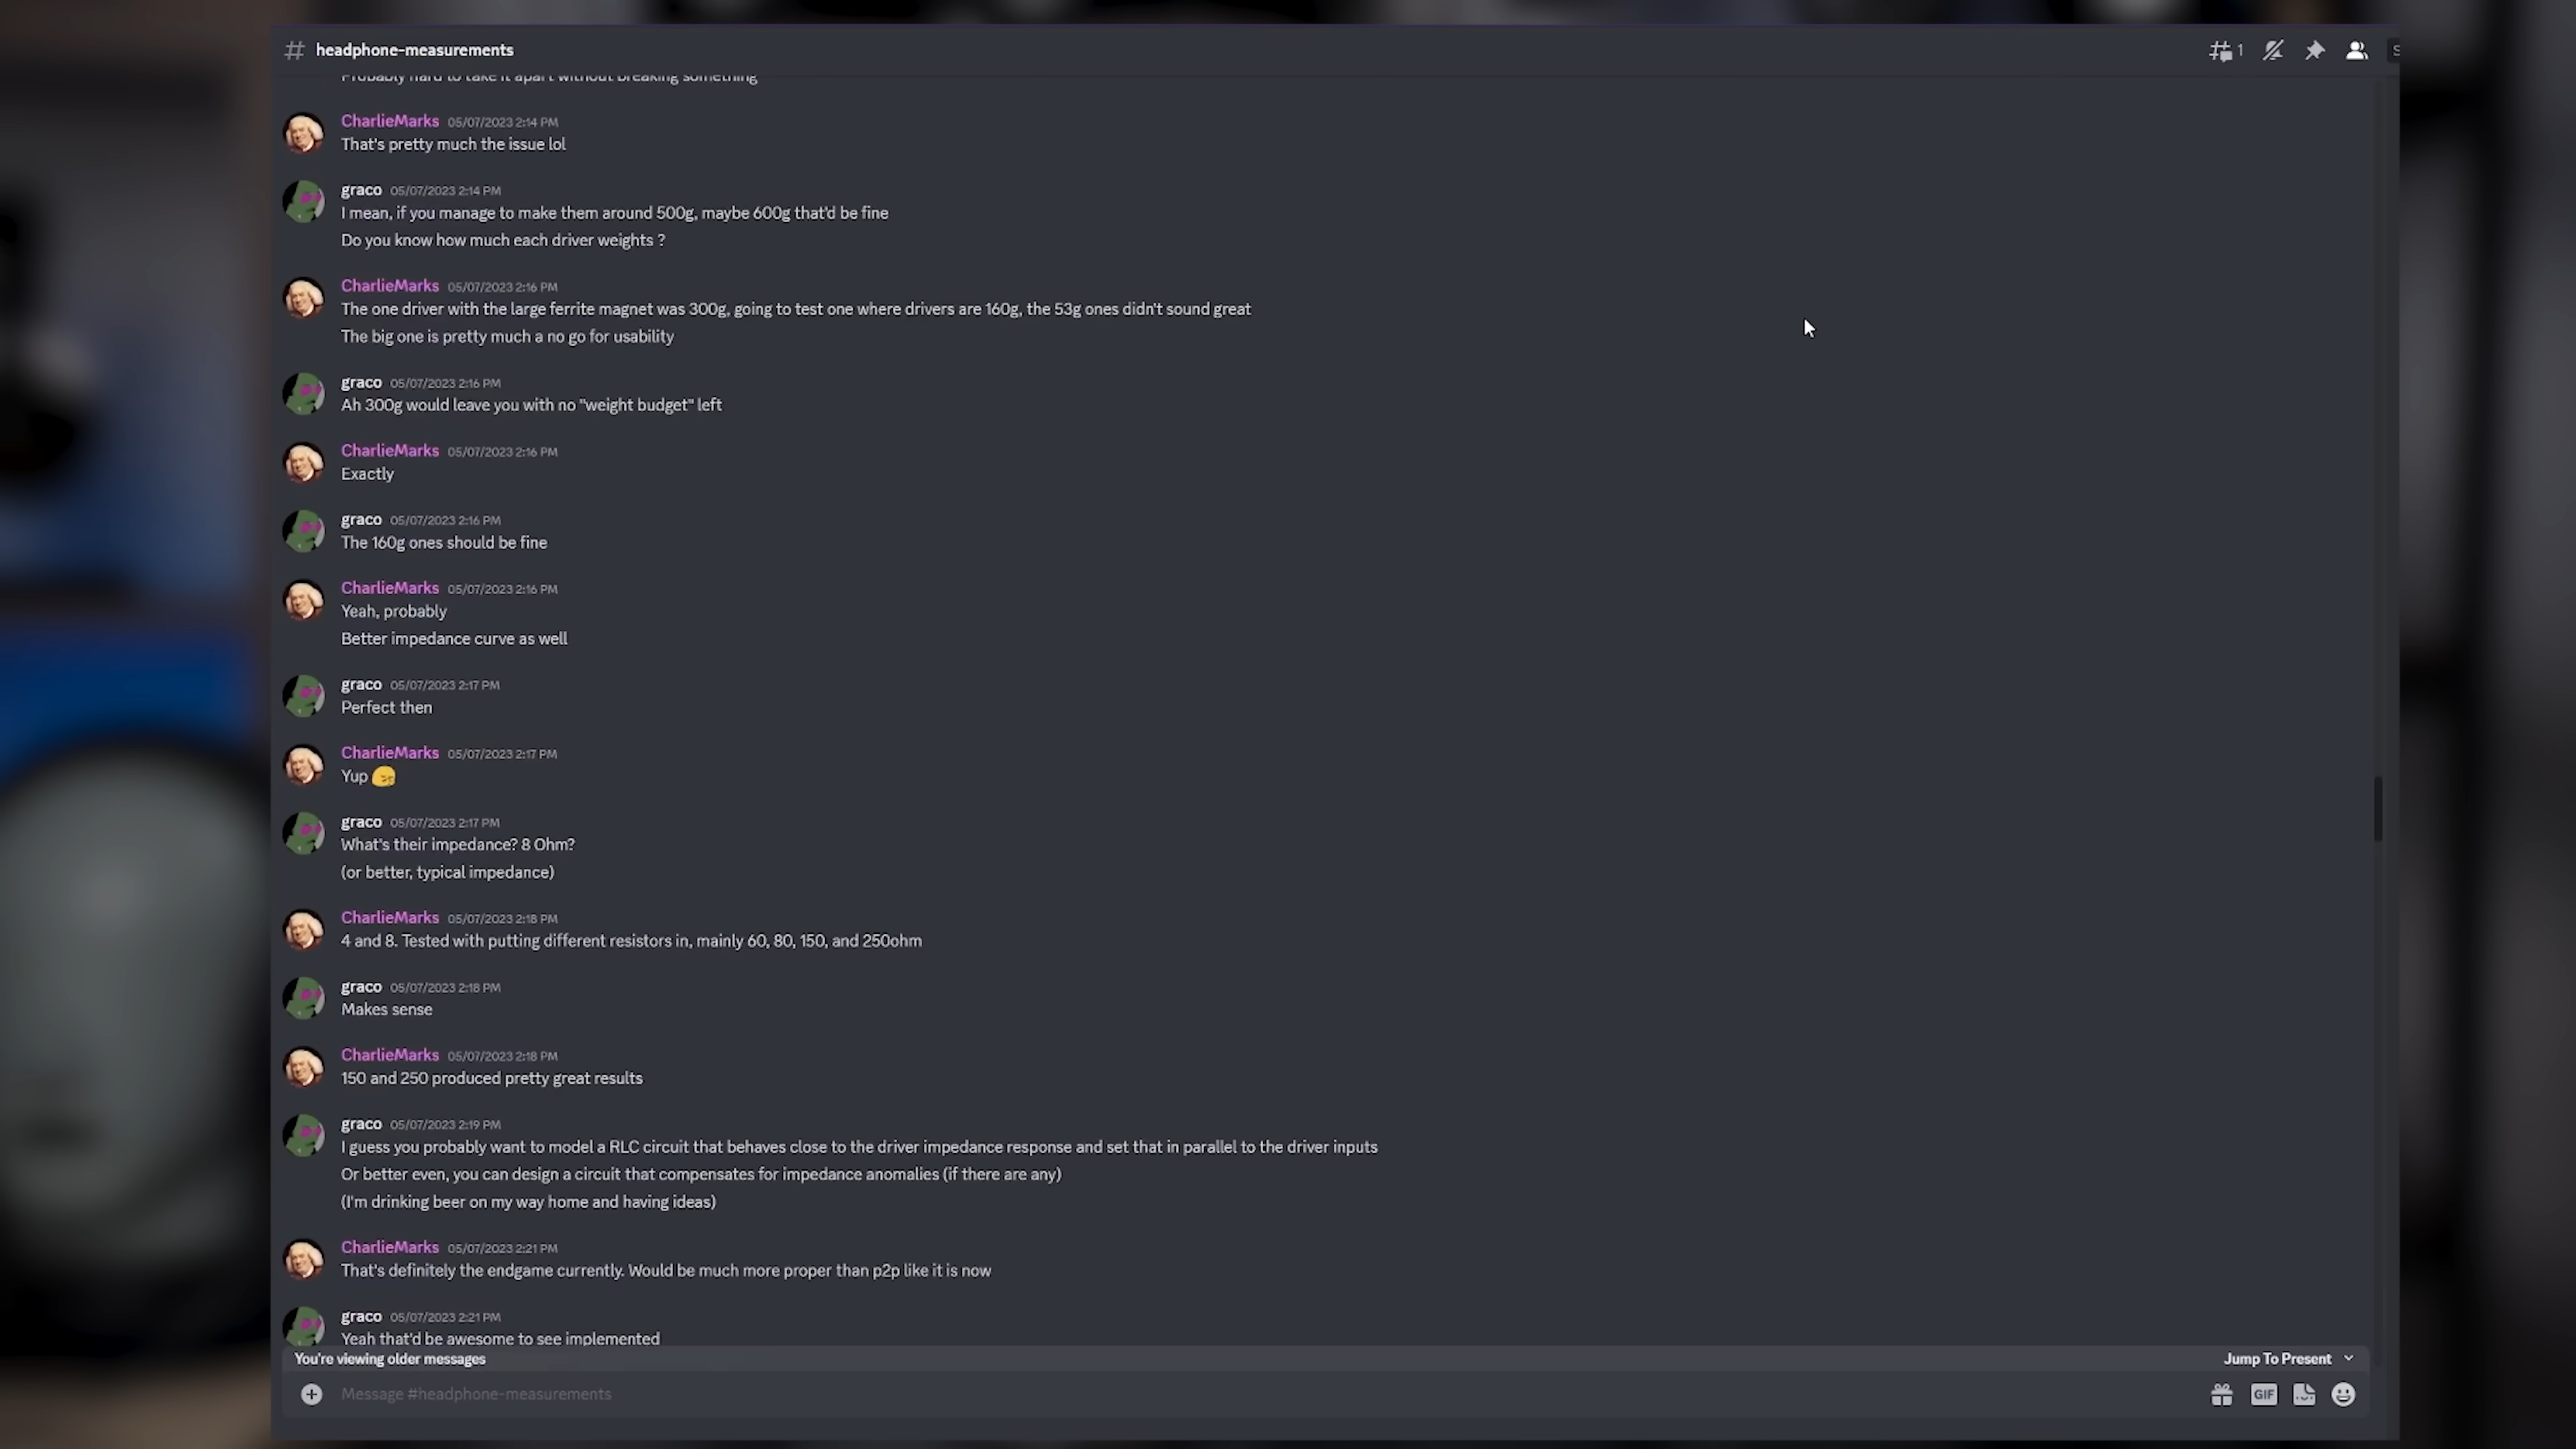 headphone-measurements
1
Probably hard to take it apart without breaking something
CharlieMarks 05/07/2023 2:14 PM
That's pretty much the issue lol
graco 05/07/2023 2:14 PM
I mean, if you manage to make them around 500g, maybe 600g that'd be fine
Do you know how much each driver weights ?
CharlieMarks 05/07/2023 2:16 PM
The one driver with the large ferrite magnet was 300g, going to test one where drivers are 160g, the 53g ones didn't sound great
The big one is pretty much a no go for usability
graco 05/07/2023 2:16 PM
Ah 300g would leave you with no "weight budget" left
CharlieMarks 05/07/2023 2:16 PM
Exactly
graco 05/07/2023 2:16 PM
The 160g ones should be fine
CharlieMarks 05/07/2023 2:16 PM
Yeah, probably
Better impedance curve as well
graco 05/07/2023 2:17 PM
Perfect then
CharlieMarks 05/07/2023 2:17 PM
Yup
graco 05/07/2023 2:17 PM
What's their impedance? 8 Ohm?
(or better, typical impedance)
CharlieMarks 05/07/2023 2:18 PM
4 and 8. Tested with putting different resistors in, mainly 60, 80, 150, and 250ohm
graco 05/07/2023 2:18 PM
Makes sense
CharlieMarks 05/07/2023 2:18 PM
150 and 250 produced pretty great results
graco 05/07/2023 2:19 PM
I guess you probably want to model a RLC circuit that behaves close to the driver impedance response and set that in parallel to the driver inputs
Or better even, you can design a circuit that compensates for impedance anomalies (if there are any)
(I'm drinking beer on my way home and having ideas)
CharlieMarks 05/07/2023 2:21 PM
That's definitely the endgame currently. Would be much more proper than p2p like it is now
graco 05/07/2023 2:21 PM
Yeah that'd be awesome to see implemented
You're viewing older messages
Jump To Present
Message #headphone-measurements
GIF